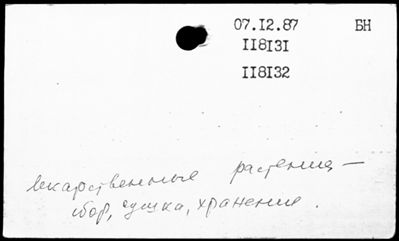 07.12.87 БН
118131
118132
лекарственные растения —
сбор, сушка, хранение.